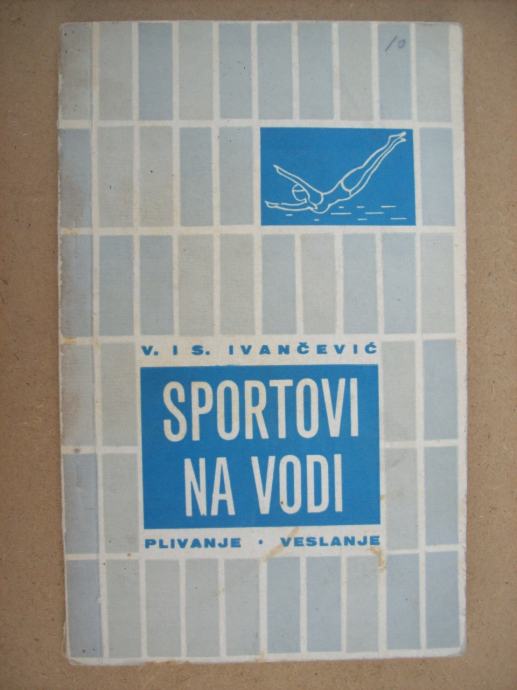 10
V. I S. IVANČEVIĆ
SPORTOVI
NA VODI
PLIVANJE · VESLANJE